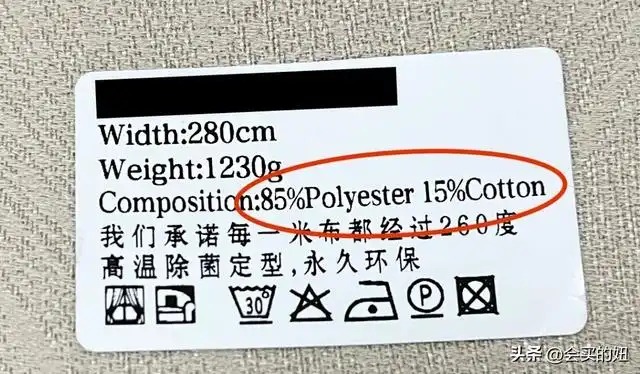 Width:280cm
Weight:1230g
Composition:85%Polyester 15%Cotton
我们承诺每一米布都经过260度
高温除菌定型,永久环保
30°
P
头条 @会买的妞